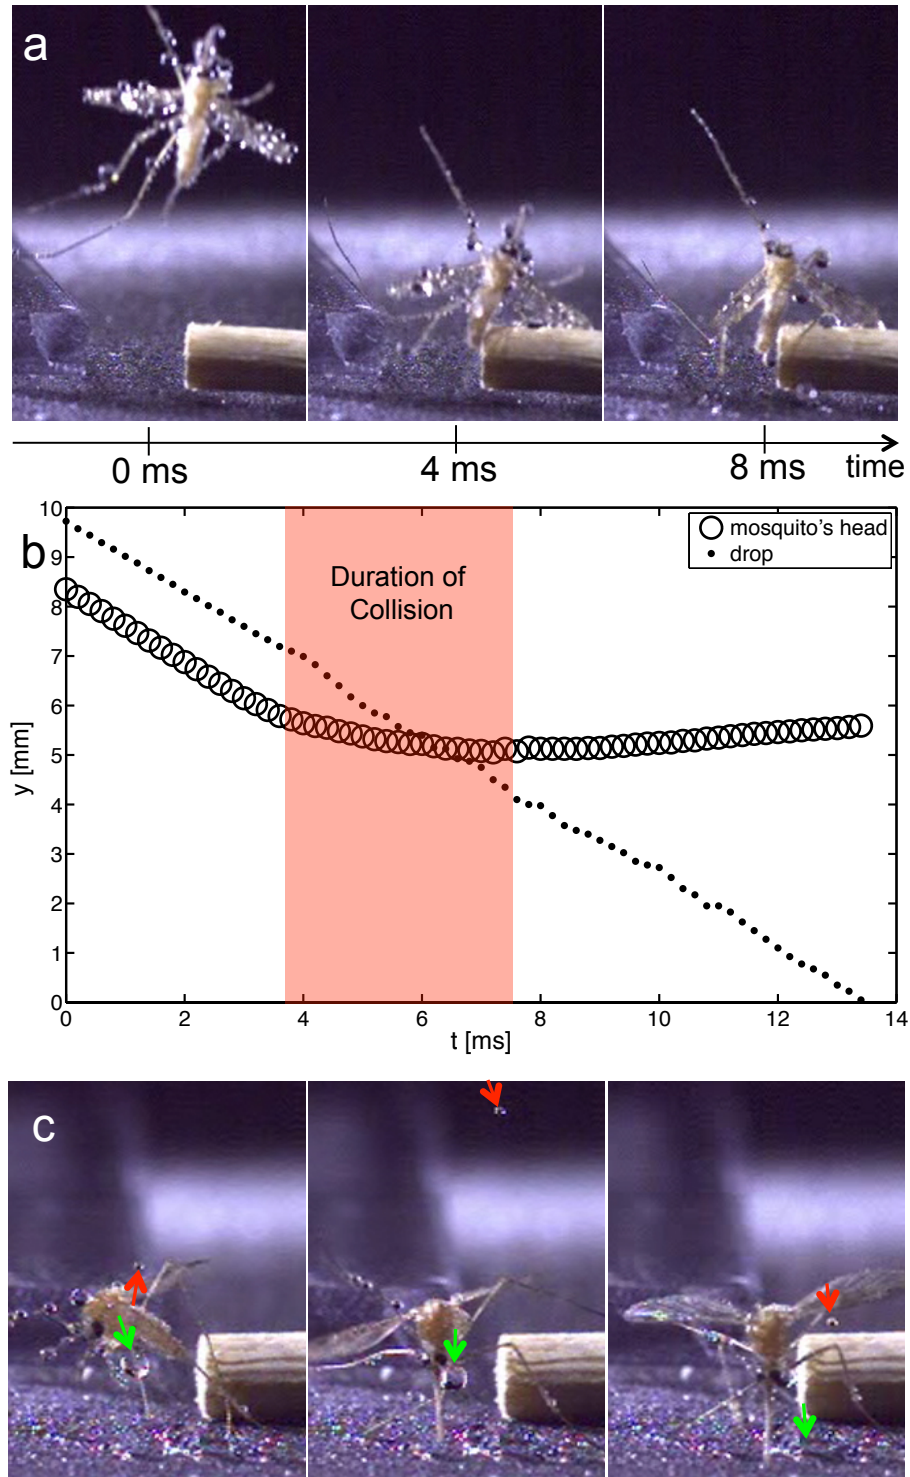 a
0 ms
4 ms
8 ms
time
b
10
9
8
7
6
5
4
3
2
1
0
y [mm]
Duration of
Collision
mosquito's head
drop
0 2 4 6 8 10 12 14
t [ms]
c